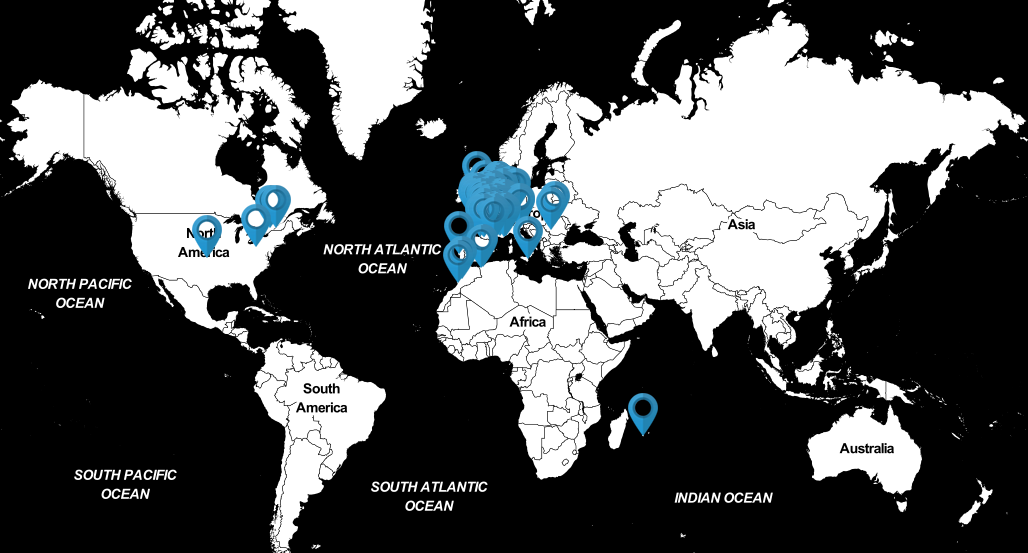 North
America
Asia
NORTH ATLANTIC
OCEAN
NORTH PACIFIC
OCEAN
Africa
South
America
Australia
SOUTH PACIFIC
OCEAN
SOUTH ATLANTIC
OCEAN
INDIAN OCEAN